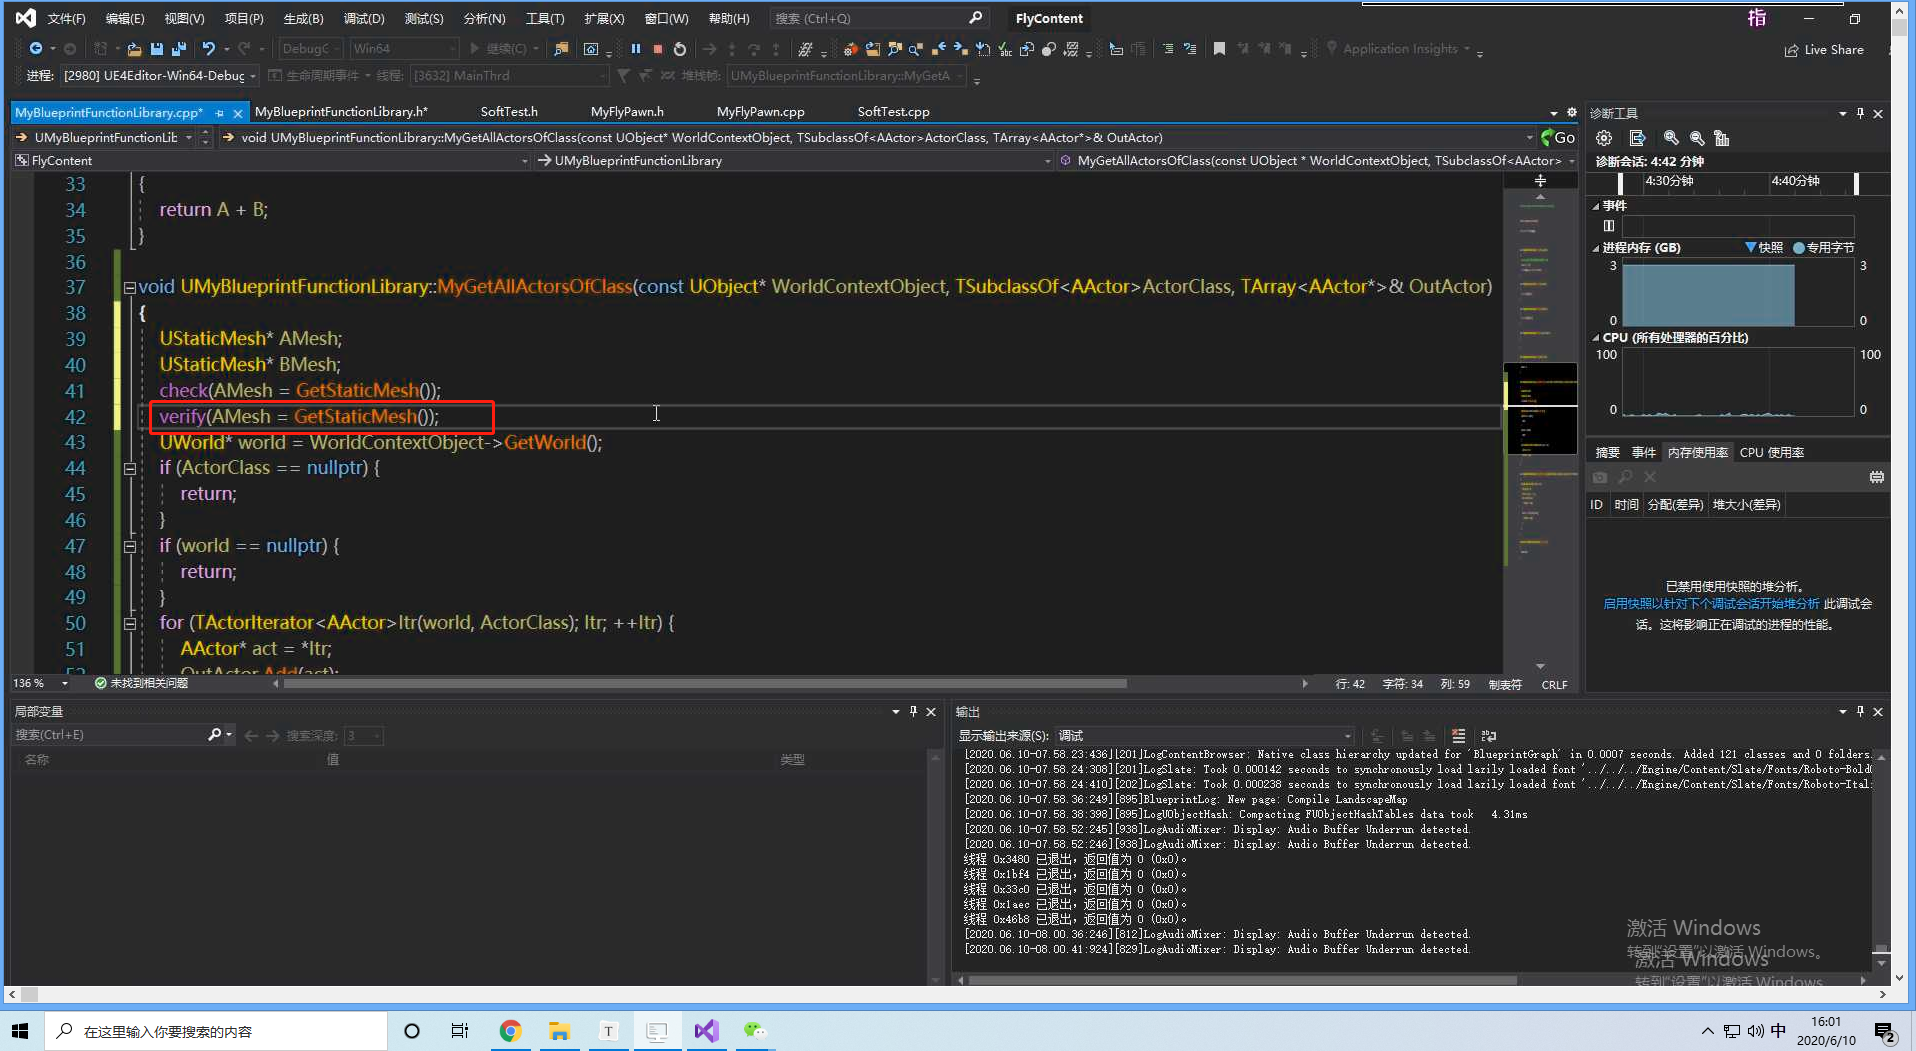 文件(F) 编辑(E) 视图(V) 项目(P) 生成(B) 调试(D) 测试(S) 分析(N) 工具(T) 扩展(X) 窗口(W) 帮助(H) 搜索 (Ctrl+Q) FlyContent 指
DebugC Win64 继续(C) Application Insights Live Share
进程: [2980] UE4Editor-Win64-Debug 生命周期事件 线程: [3632] MainThrd 堆栈帧: UMyBlueprintFunctionLibrary::MyGetA
MyBlueprintFunctionLibrary.cpp* MyBlueprintFunctionLibrary.h* SoftTest.h MyFlyPawn.h MyFlyPawn.cpp SoftTest.cpp
UMyBlueprintFunctionLib void UMyBlueprintFunctionLibrary::MyGetAllActorsOfClass(const UObject* WorldContextObject, TSubclassOf<AActor>ActorClass, TArray<AActor*>& OutActor) Go
FlyContent UMyBlueprintFunctionLibrary MyGetAllActorsOfClass(const UObject * WorldContextObject, TSubclassOf<AActor>
33 {
34 return A + B;
35 }
36
37 void UMyBlueprintFunctionLibrary::MyGetAllActorsOfClass(const UObject* WorldContextObject, TSubclassOf<AActor>ActorClass, TArray<AActor*>& OutActor)
38 {
39 UStaticMesh* AMesh;
40 UStaticMesh* BMesh;
41 check(AMesh = GetStaticMesh());
42 verify(AMesh = GetStaticMesh());
43 UWorld* world = WorldContextObject->GetWorld();
44 if (ActorClass == nullptr) {
45 return;
46 }
47 if (world == nullptr) {
48 return;
49 }
50 for (TActorIterator<AActor>Itr(world, ActorClass); Itr; ++Itr) {
51 AActor* act = *Itr;
52 OutActor.Add(act);
136 % 未找到相关问题 行: 42 字符: 34 列: 59 制表符 CRLF
诊断工具
诊断会话: 4:42 分钟
4:30分钟 4:40分钟
事件
进程内存 (GB) 快照 专用字节
3 3
0 0
CPU (所有处理器的百分比)
100 100
0 0
摘要 事件 内存使用率 CPU 使用率
ID 时间 分配(差异) 堆大小(差异)
已禁用使用快照的堆分析。
启用快照以针对下个调试会话开始堆分析 此调试会
话。这将影响正在调试的进程的性能。
局部变量
搜索(Ctrl+E) 搜索深度: 3
名称 值 类型
输出
显示输出来源(S): 调试
[2020.06.10-07.58.23:436][201]LogContentBrowser: Native class hierarchy updated for 'BlueprintGraph' in 0.0007 seconds. Added 121 classes and 0 folders.
[2020.06.10-07.58.24:308][201]LogSlate: Took 0.000142 seconds to synchronously load lazily loaded font '../../../Engine/Content/Slate/Fonts/Roboto-Bold
[2020.06.10-07.58.24:410][202]LogSlate: Took 0.000238 seconds to synchronously load lazily loaded font '../../../Engine/Content/Slate/Fonts/Roboto-Ital
[2020.06.10-07.58.36:249][895]BlueprintLog: New page: Compile LandscapeMap
[2020.06.10-07.58.38:398][895]LogUObjectHash: Compacting FUObjectHashTables data took 4.31ms
[2020.06.10-07.58.52:245][938]LogAudioMixer: Display: Audio Buffer Underrun detected.
[2020.06.10-07.58.52:246][938]LogAudioMixer: Display: Audio Buffer Underrun detected.
线程 0x3480 已退出，返回值为 0 (0x0)。
线程 0x1bf4 已退出，返回值为 0 (0x0)。
线程 0x33c0 已退出，返回值为 0 (0x0)。
线程 0x1aec 已退出，返回值为 0 (0x0)。
线程 0x46b8 已退出，返回值为 0 (0x0)。
[2020.06.10-08.00.36:246][812]LogAudioMixer: Display: Audio Buffer Underrun detected.
[2020.06.10-08.00.41:924][829]LogAudioMixer: Display: Audio Buffer Underrun detected.
激活 Windows
转到"设置"以激活 Windows。
激活 Windows
转到"设置"以激活 Windows
在这里输入你要搜索的内容 T 中 16:01
2020/6/10 2